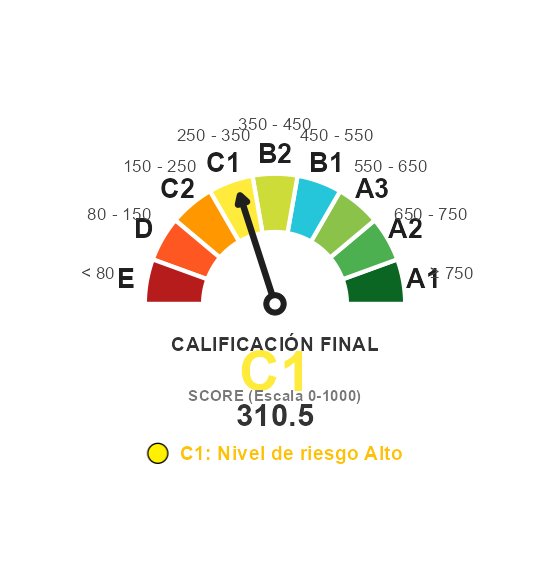 350 - 450
250 - 350
450 - 550
B2
C1
B1
150 - 250
550 - 650
C2
A3
80 - 150
650 - 750
D
A2
< 80
E
A1
≥ 750
CALIFICACIÓN FINAL
C1
SCORE (Escala 0-1000)
310.5
C1: Nivel de riesgo Alto